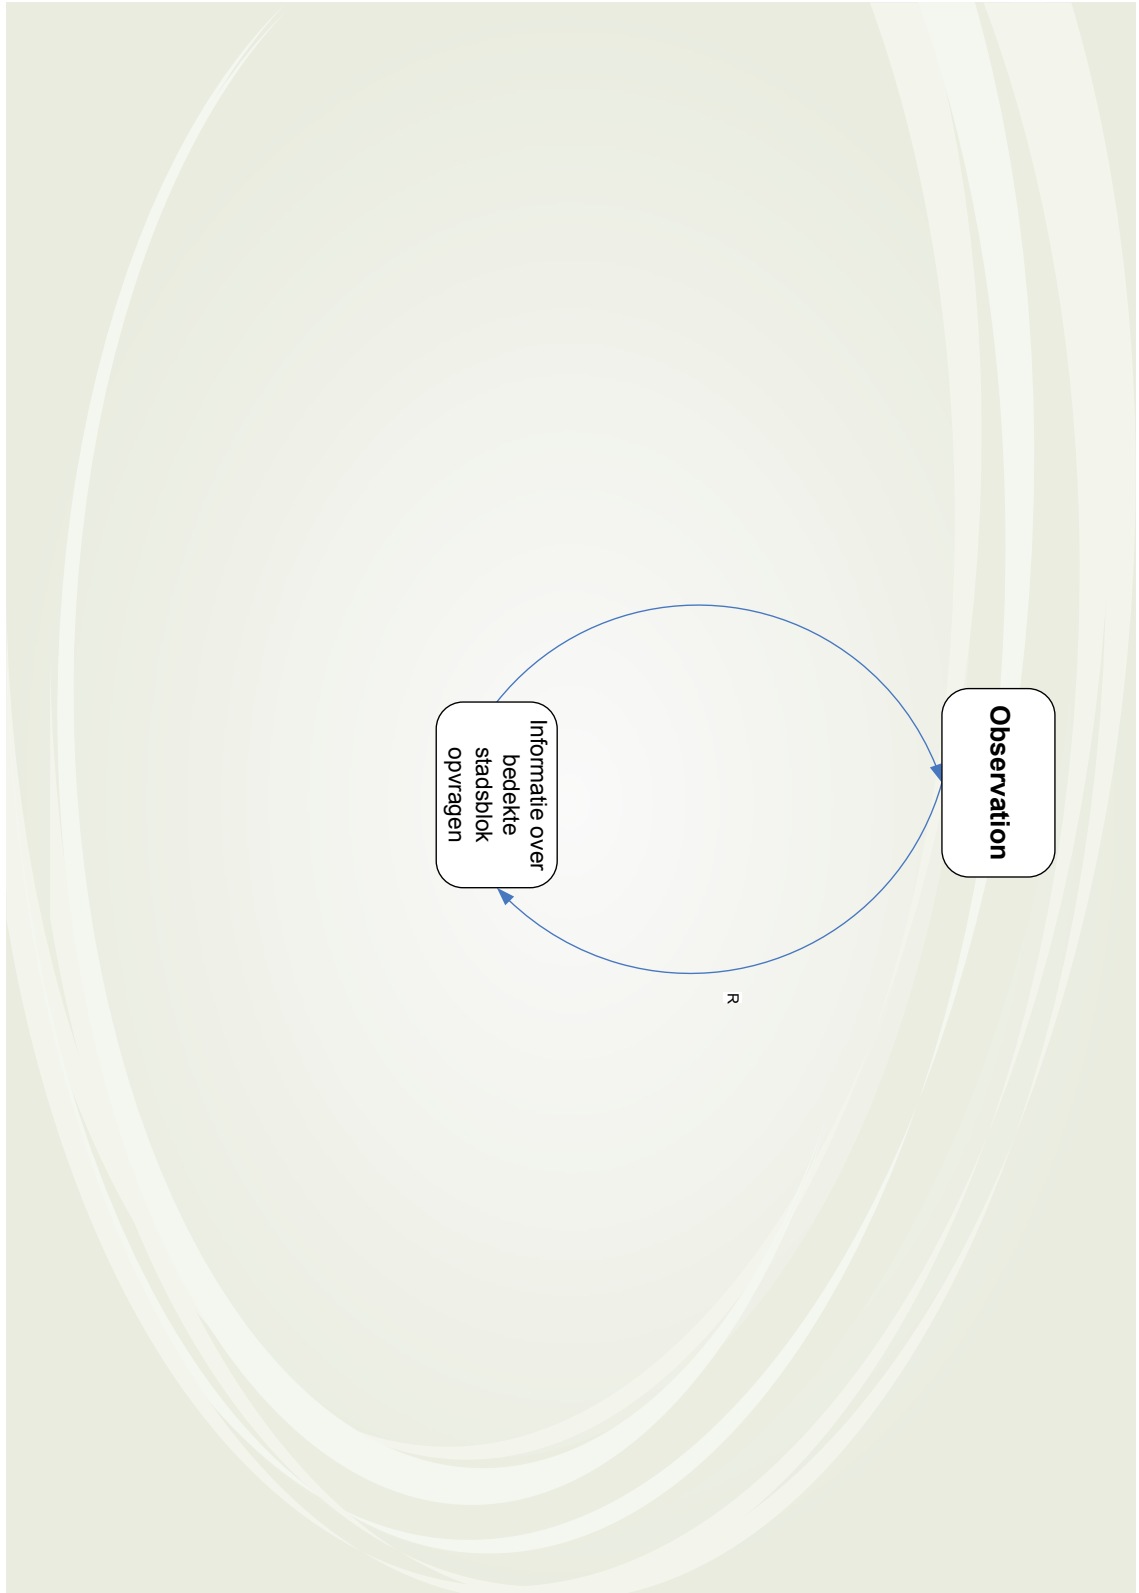 Observation
R
Informatie over
bedekte
stadsblok
opvragen